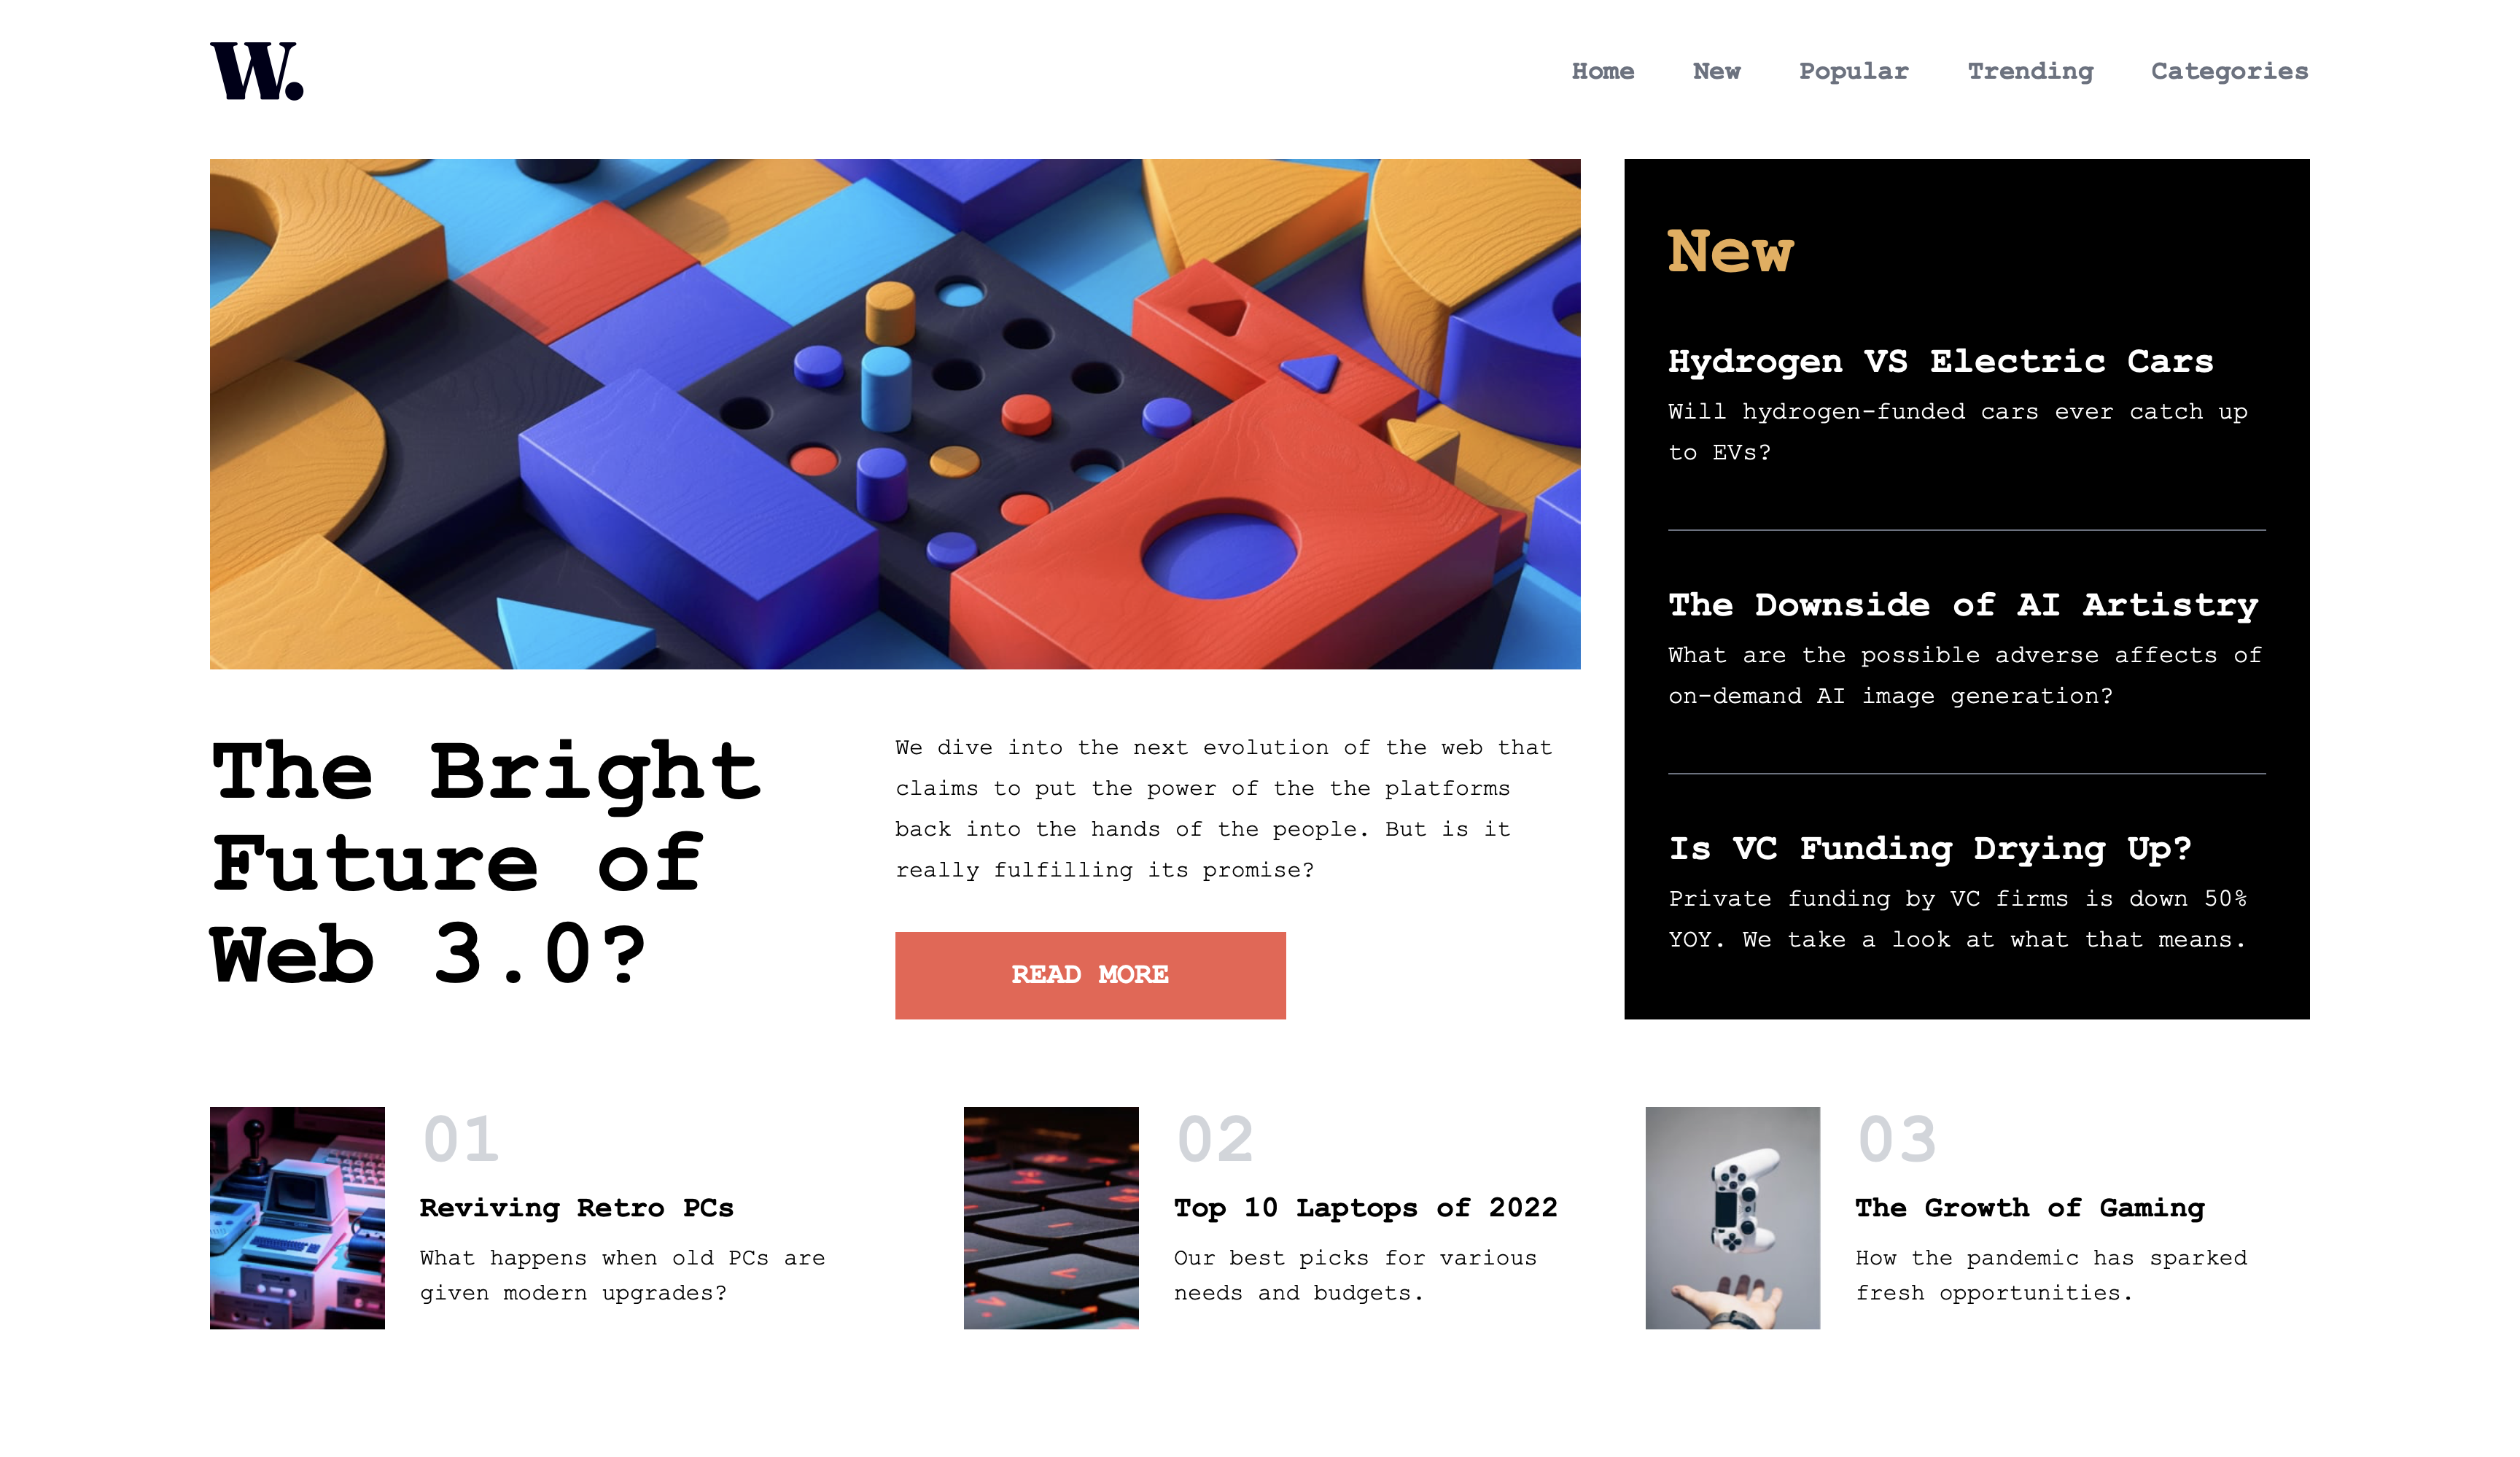 W.
Home New Popular Trending Categories
New
Hydrogen VS Electric Cars
Will hydrogen-funded cars ever catch up
to EVs?
The Downside of AI Artistry
What are the possible adverse affects of
on-demand AI image generation?
Is VC Funding Drying Up?
Private funding by VC firms is down 50%
YOY. We take a look at what that means.
The Bright
Future of
Web 3.0?
We dive into the next evolution of the web that
claims to put the power of the the platforms
back into the hands of the people. But is it
really fulfilling its promise?
READ MORE
01
Reviving Retro PCs
What happens when old PCs are
given modern upgrades?
02
Top 10 Laptops of 2022
Our best picks for various
needs and budgets.
03
The Growth of Gaming
How the pandemic has sparked
fresh opportunities.